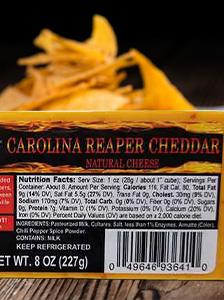 CAROLINA REAPER CHEDDAR
NATURAL CHEESE
Nutrition Facts: Serv Size: 1 oz (28g / about 1" cube); Servings Per
Container: About 8. Amount Per Serving: Calories 116, Fat Cal. 80, Total Fat
9g (14% DV), Sat Fat 5.5g (27% DV), Trans Fat 0g, Cholest. 30mg (9% DV),
Sodium 170mg (7% DV), Total Carb. 0g (0% DV), Fiber 0g (0% DV), Sugars
0g, Protein 7g, Vitamin D (1% DV), Potassium (0% DV), Calcium (20% DV),
Iron (0% DV) Percent Daily Values (DV) are based on a 2,000 calorie diet.
INGREDIENTS: Pasteurized Milk, Cultures, Salt, less than 1% Enzymes, Annatto (Color),
Chili Pepper Spice Powder.
CONTAINS: MILK
KEEP REFRIGERATED
NET WT. 8 OZ (227g)
0 49646 93641 0